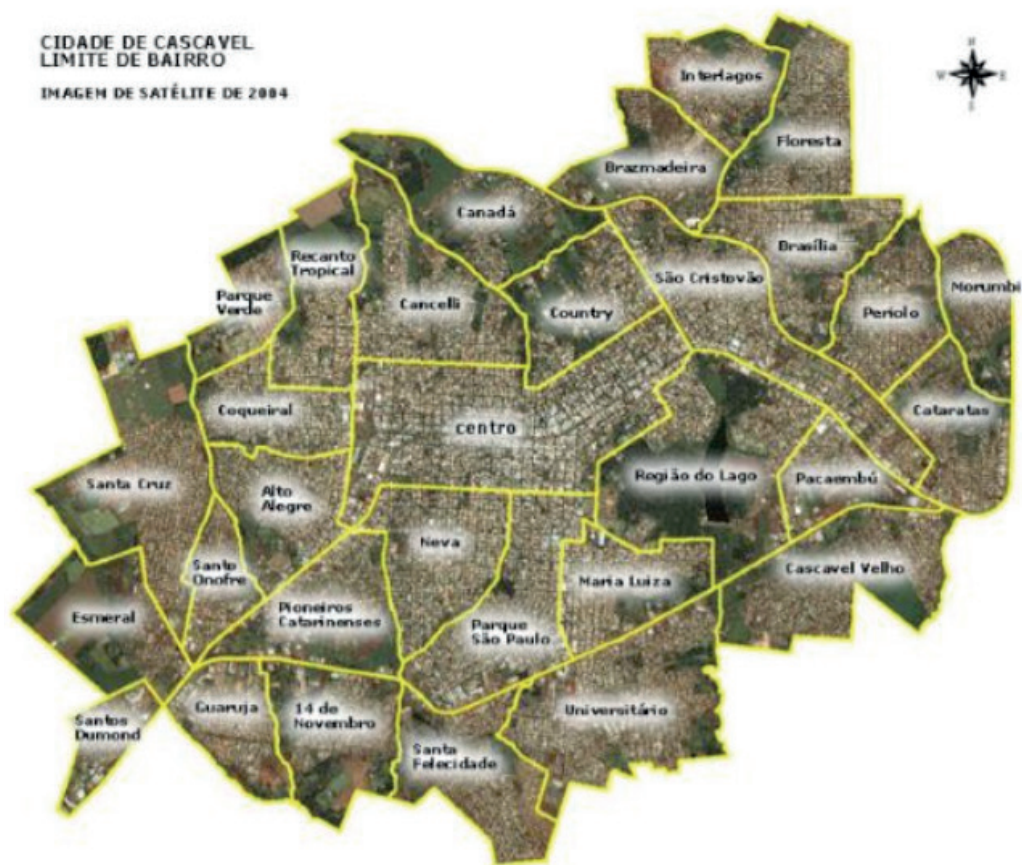 CIDADE DE CASCAVEL
LIMITE DE BAIRRO
IMAGEM DE SATÉLITE DE 2004
N
W
E
S
Interlagos
Floresta
Brazmadeira
Canadá
Recanto
Tropical
Brasília
São Cristovão
Morumbi
Parque
Verde
Cancelli
Country
Periolo
Coqueiral
centro
Cataratas
Santa Cruz
Alto
Alegre
Região do Lago
Pacaembú
Neva
Santo
Onofre
Maria Luiza
Cascavel Velho
Esmeral
Pioneiros
Catarinenses
Parque
São Paulo
Santos
Dumond
Guaruja
14 de
Novembro
Universitário
Santa
Felecidade